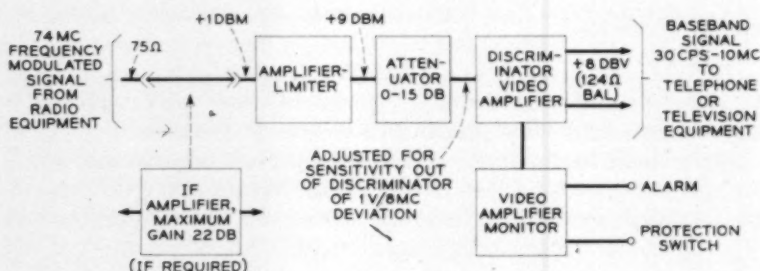 74 MC
FREQUENCY
MODULATED
SIGNAL
FROM
RADIO
EQUIPMENT
75Ω
+1 DBM
AMPLIFIER-
LIMITER
+9 DBM
ATTEN-
UATOR
0-15 DB
DISCRIM-
INATOR
VIDEO
AMPLIFIER
+8 DBV
(124Ω
BAL)
BASEBAND
SIGNAL
30 CPS-10 MC
TO
TELEPHONE
OR
TELEVISION
EQUIPMENT
IF
AMPLIFIER,
MAXIMUM
GAIN 22 DB
(IF REQUIRED)
ADJUSTED FOR
SENSITIVITY OUT
OF DISCRIMINATOR
OF 1V/8MC
DEVIATION
VIDEO
AMPLIFIER
MONITOR
ALARM
PROTECTION
SWITCH